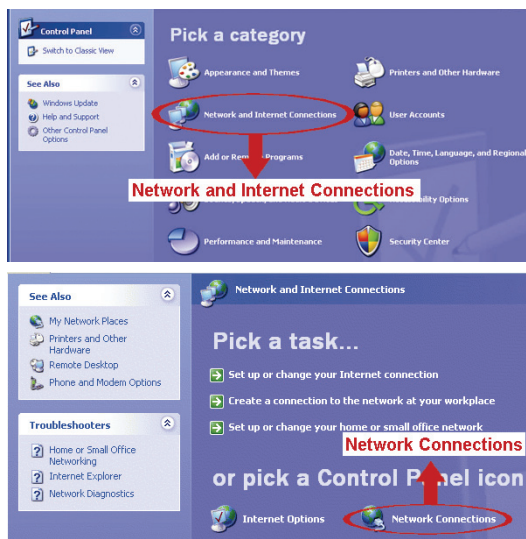 Control Panel
Switch to Classic View
See Also
Windows Update
Help and Support
Other Control Panel
Options
Pick a category
Appearance and Themes
Printers and Other Hardware
Network and Internet Connections
User Accounts
Add or Remove Programs
Date, Time, Language, and Regional
Options
Network and Internet Connections
Accessibility Options
Performance and Maintenance
Security Center
See Also
My Network Places
Printers and Other
Hardware
Remote Desktop
Phone and Modem Options
Troubleshooters
Home or Small Office
Networking
Internet Explorer
Network Diagnostics
Network and Internet Connections
Pick a task...
Set up or change your Internet connection
Create a connection to the network at your workplace
Set up or change your home or small office network
Network Connections
or pick a Control Panel icon
Internet Options
Network Connections